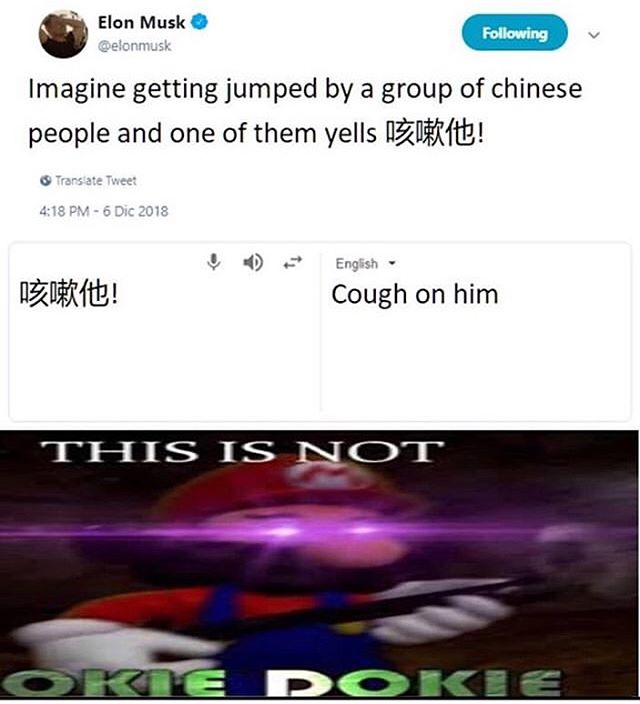 Elon Musk
@elonmusk
Following
Imagine getting jumped by a group of chinese
people and one of them yells 咳嗽他!
Translate Tweet
4:18 PM - 6 Dic 2018
English
咳嗽他!
Cough on him
THIS IS NOT
M
OKIE DOKIE